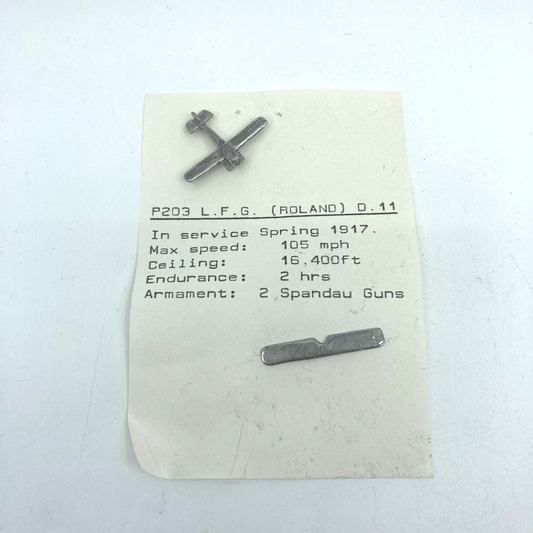 P203 L.F.G. (ROLAND) D.11
In service Spring 1917.
Max speed: 105 mph
Ceiling: 16,400ft
Endurance: 2 hrs
Armament: 2 Spandau Guns